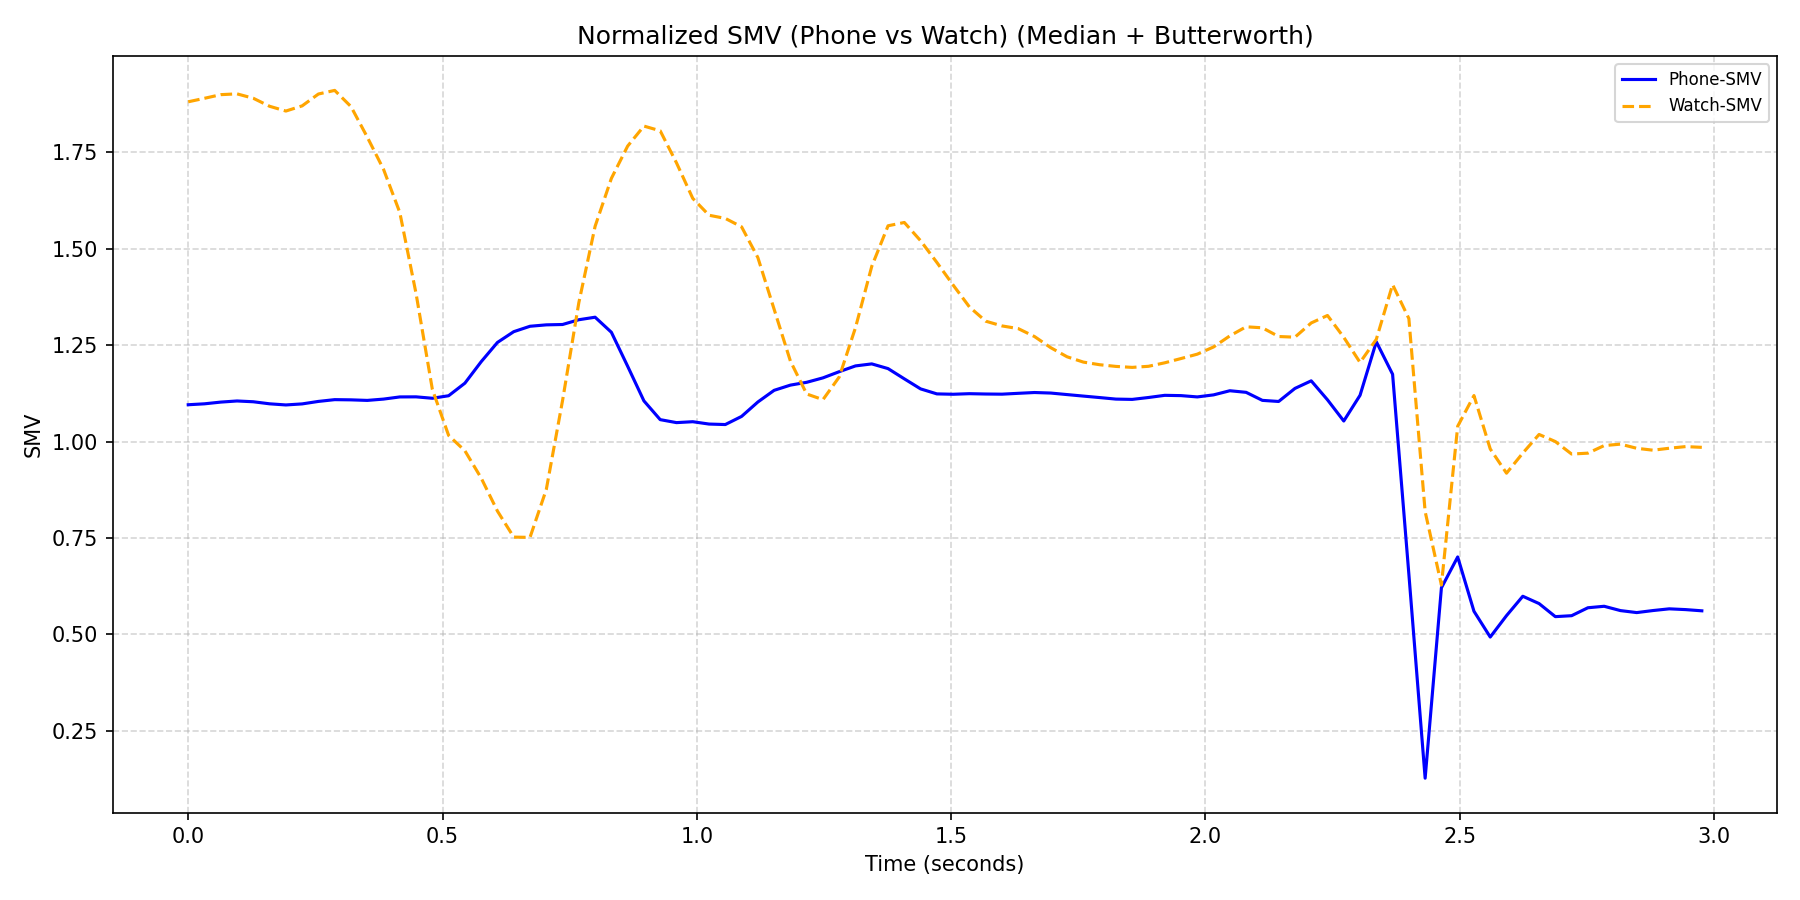 Normalized SMV (Phone vs Watch) (Median + Butterworth)
Phone-SMV
Watch-SMV
SMV
1.75
1.50
1.25
1.00
0.75
0.50
0.25
0.0 0.5 1.0 1.5 2.0 2.5 3.0
Time (seconds)